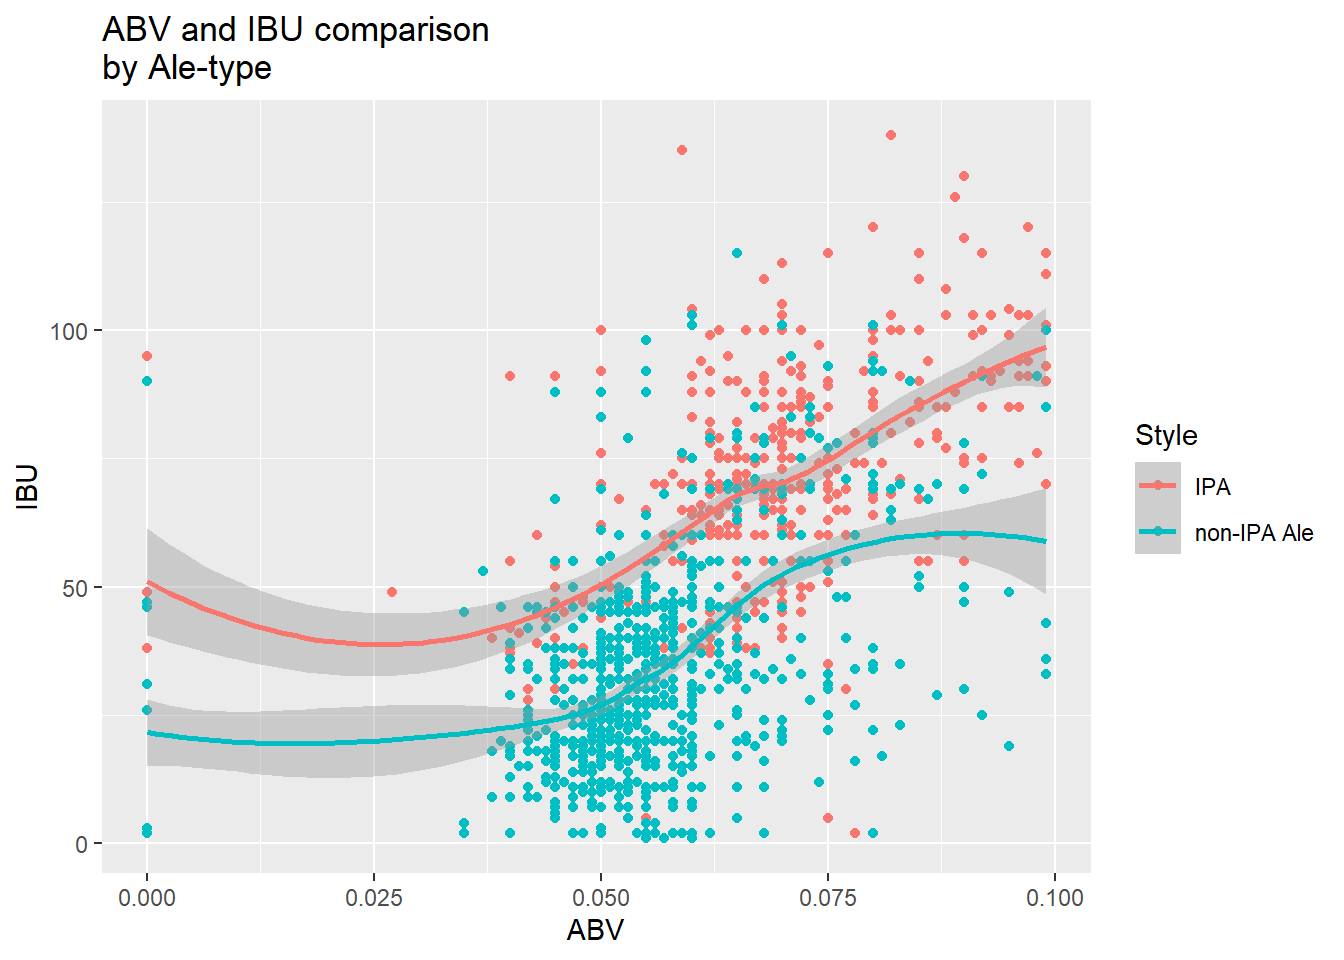 ABV and IBU comparison
by Ale-type
IBU
100
50
0
0.000
0.025
0.050
0.075
0.100
ABV
Style
IPA
non-IPA Ale